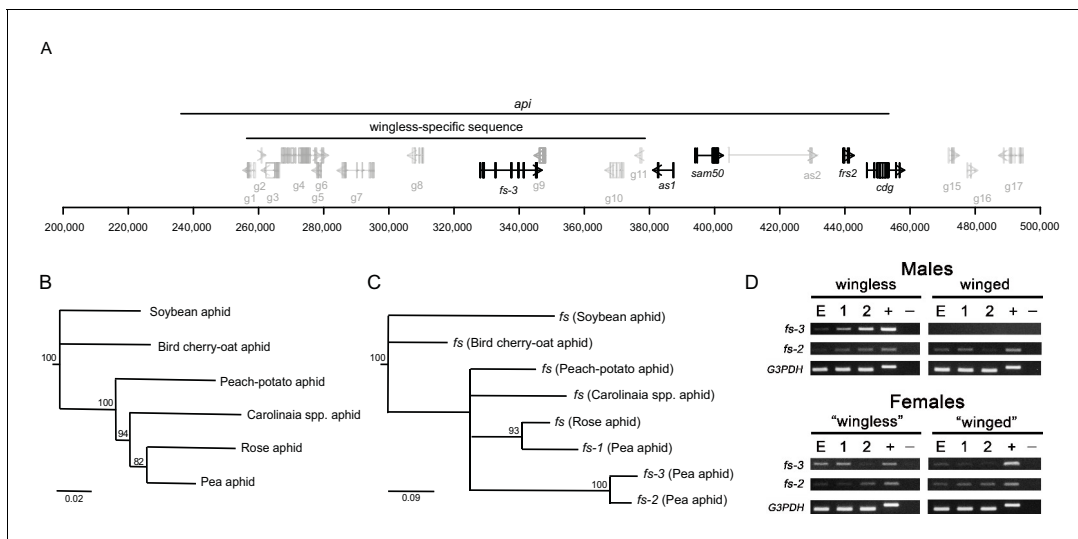 A
api
wingless-specific sequence
g1 g2 g3 g4 g5 g6 g7 g8 fs-3 g9 g10 g11 as1 sam50 as2 frs2 cdg g15 g16 g17
200,000 220,000 240,000 260,000 280,000 300,000 320,000 340,000 360,000 380,000 400,000 420,000 440,000 460,000 480,000 500,000
B
Soybean aphid
Bird cherry-oat aphid
Peach-potato aphid
Carolinaia spp. aphid
Rose aphid
Pea aphid
100
100
94
82
0.02
C
fs (Soybean aphid)
fs (Bird cherry-oat aphid)
fs (Peach-potato aphid)
fs (Carolinaia spp. aphid)
fs (Rose aphid)
fs-1 (Pea aphid)
fs-3 (Pea aphid)
fs-2 (Pea aphid)
100
93
100
0.09
D
Males
wingless winged
E 1 2 + – E 1 2 + –
fs-3
fs-2
G3PDH
Females
"wingless" "winged"
E 1 2 + – E 1 2 + –
fs-3
fs-2
G3PDH